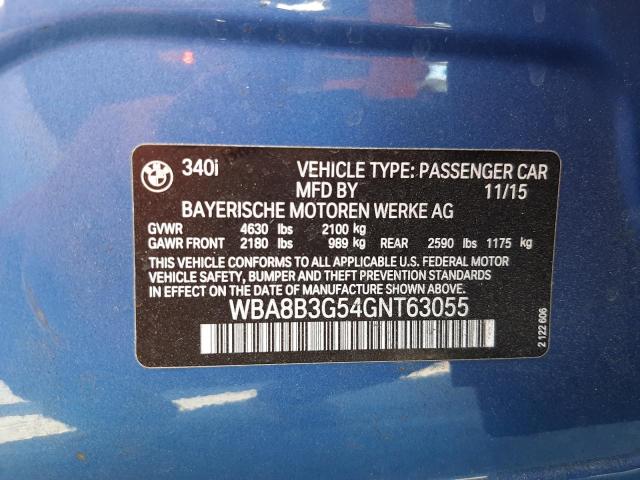 340i VEHICLE TYPE: PASSENGER CAR
MFD BY 11/15
BAYERISCHE MOTOREN WERKE AG
GVWR 4630 lbs 2100 kg
GAWR FRONT 2180 lbs 989 kg REAR 2590 lbs 1175 kg
THIS VEHICLE CONFORMS TO ALL APPLICABLE U.S. FEDERAL MOTOR
VEHICLE SAFETY, BUMPER AND THEFT PREVENTION STANDARDS
IN EFFECT ON THE DATE OF MANUFACTURE SHOWN ABOVE.
WBA8B3G54GNT63055
2 122 606